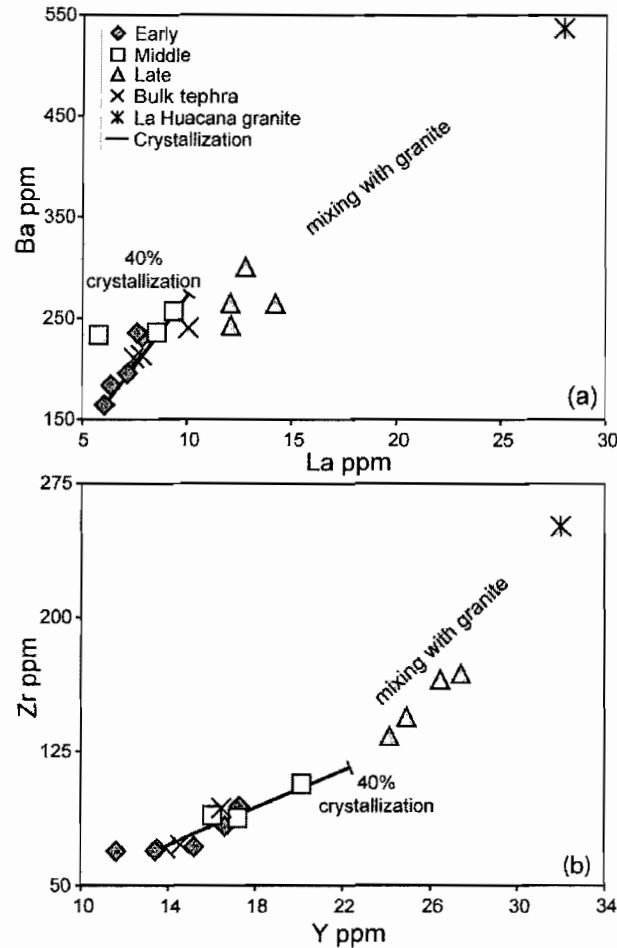 550
450
350
250
150
Ba ppm
Early
Middle
Late
Bulk tephra
La Huacana granite
Crystallization
mixing with granite
40%
crystallization
(a)
5
10
15
20
25
30
La ppm
275
200
125
50
Zr ppm
mixing with granite
40%
crystallization
(b)
10
14
18
22
26
30
34
Y ppm